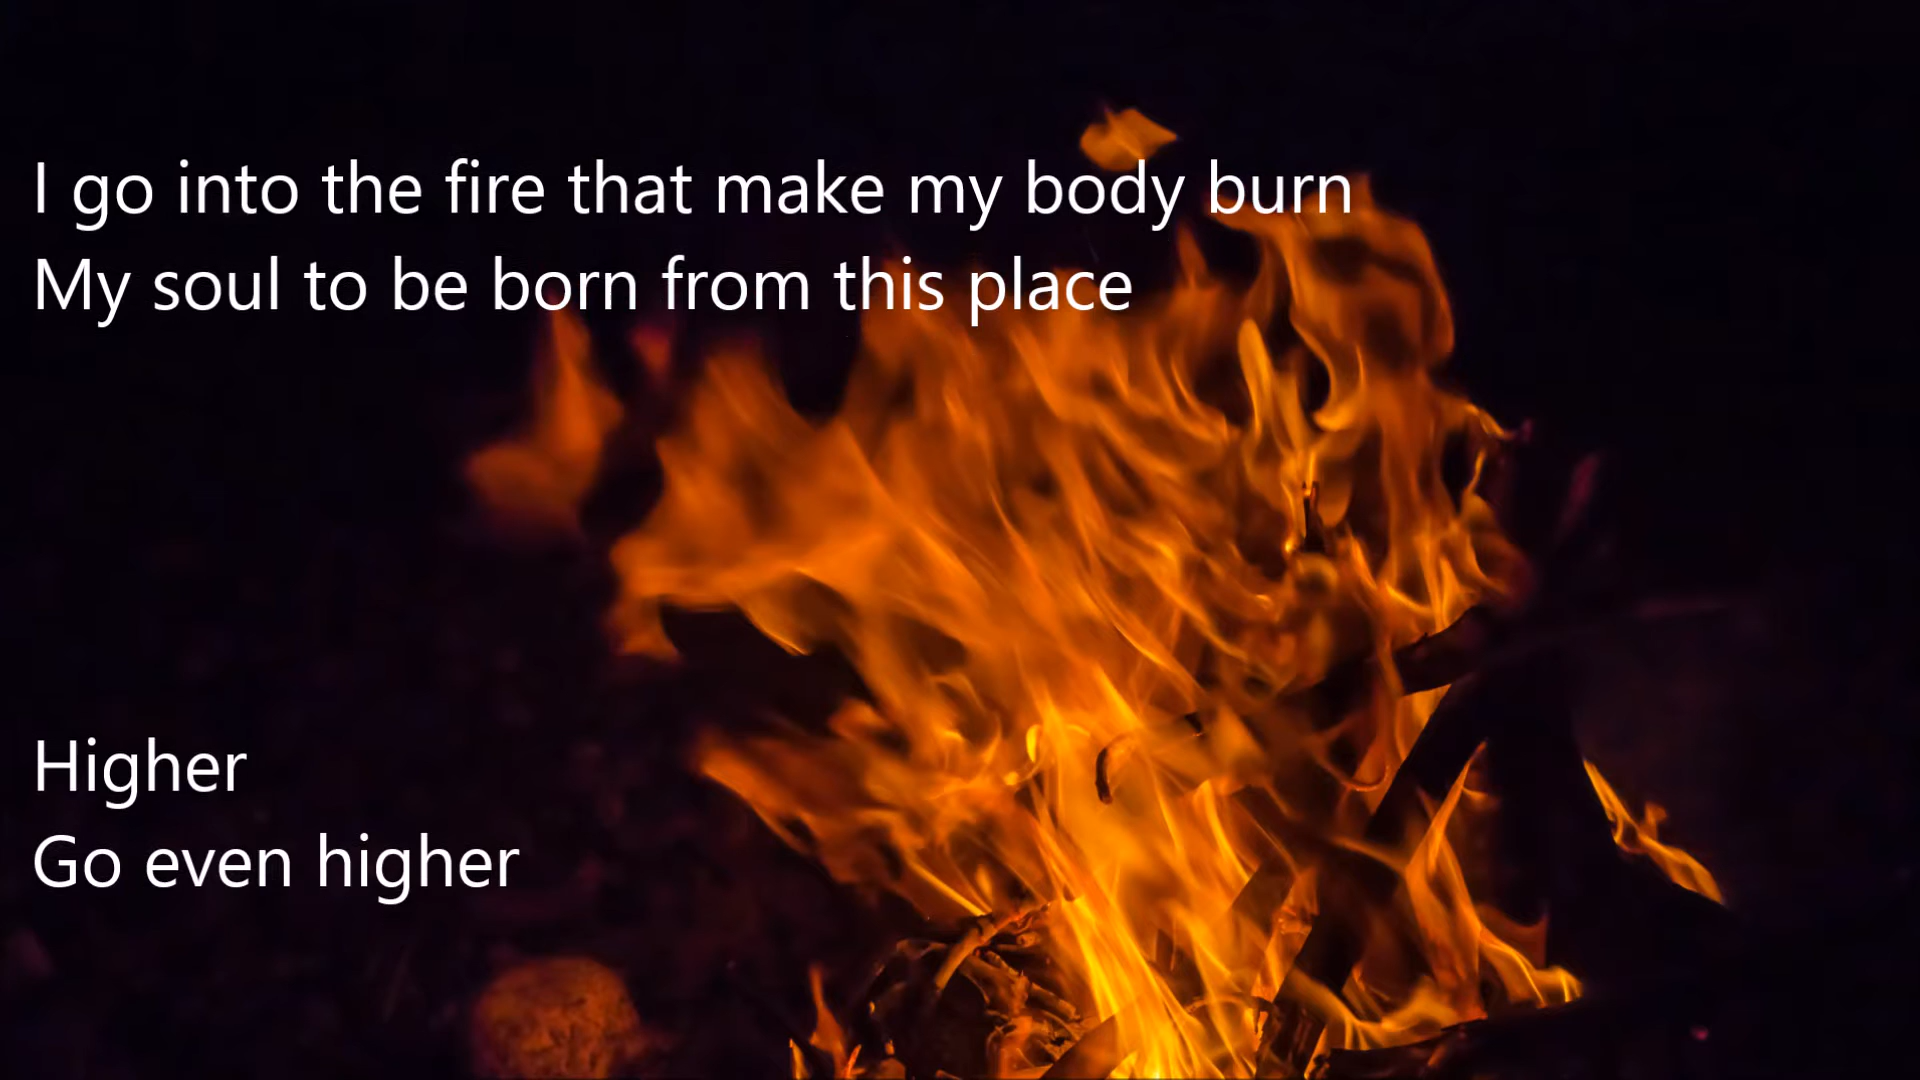 I go into the fire that make my body burn
My soul to be born from this place
Higher
Go even higher